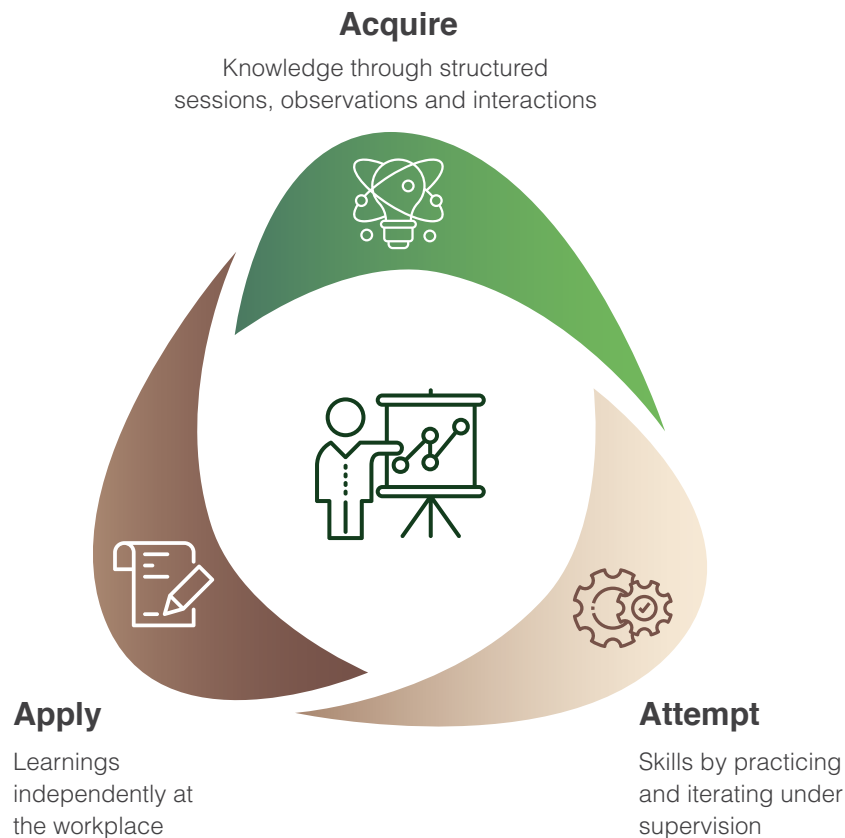 Acquire
Knowledge through structured
sessions, observations and interactions
Apply
Learnings
independently at
the workplace
Attempt
Skills by practicing
and iterating under
supervision